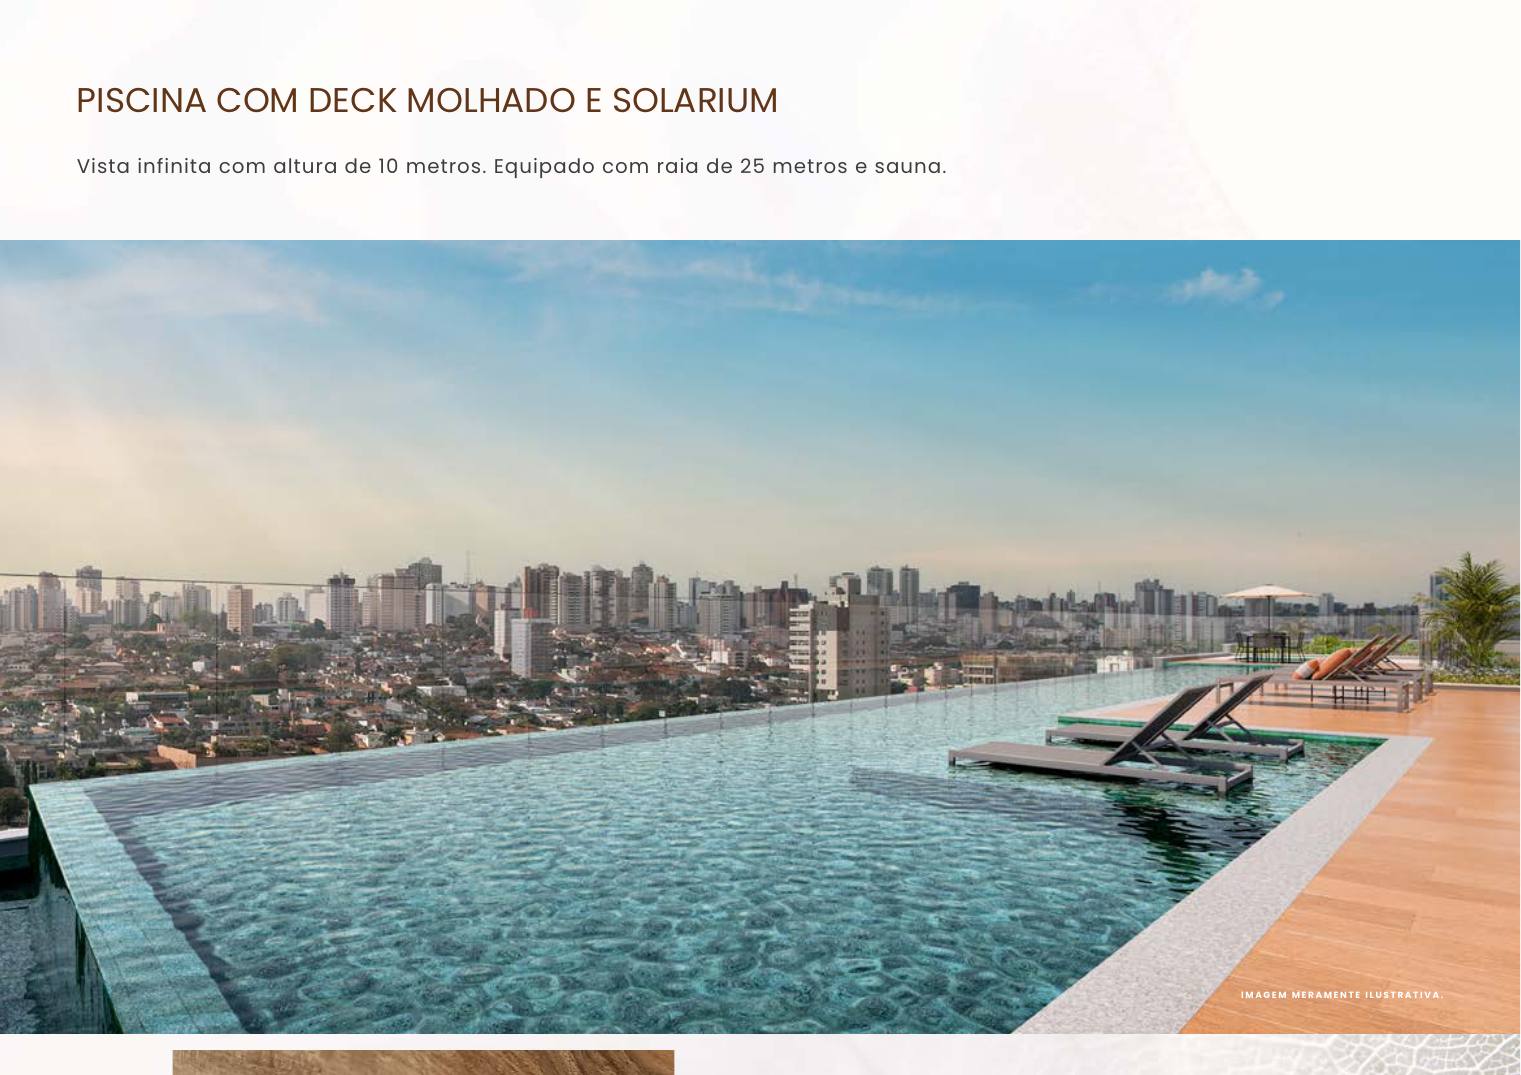 PISCINA COM DECK MOLHADO E SOLARIUM
Vista infinita com altura de 10 metros. Equipado com raia de 25 metros e sauna.
IMAGEM MERAMENTE ILUSTRATIVA.